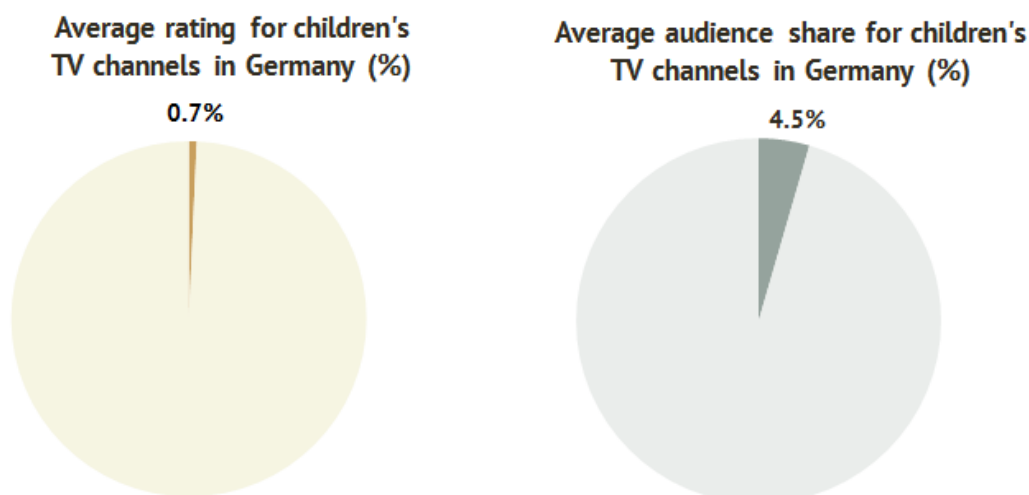 Average rating for children's
TV channels in Germany (%)
0.7%
Average audience share for children's
TV channels in Germany (%)
4.5%